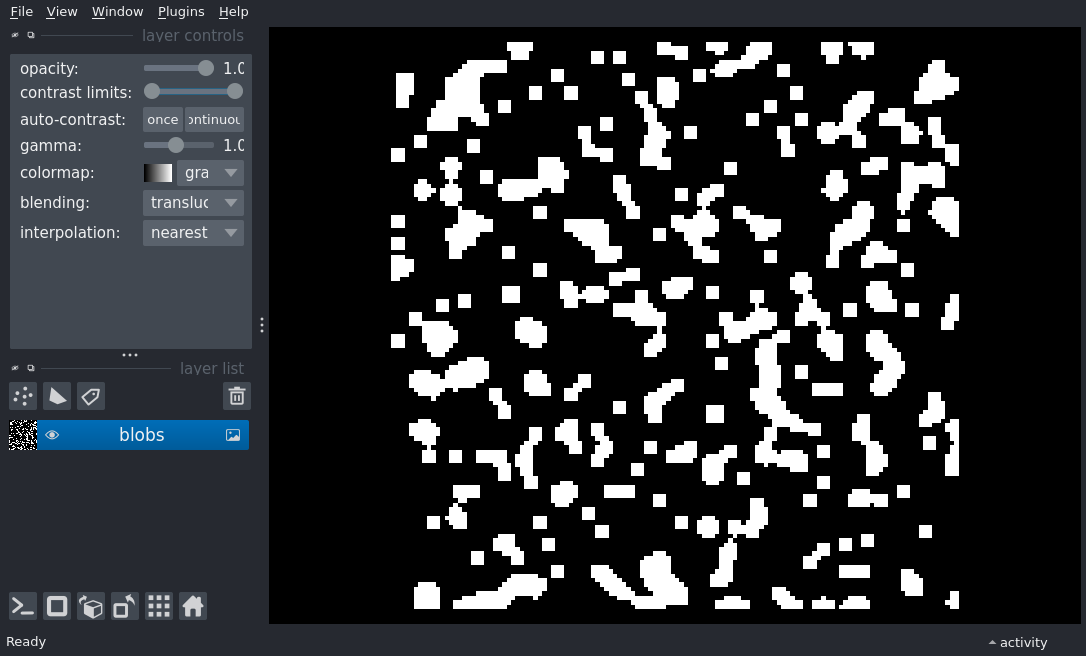 File View Window Plugins Help
layer controls
opacity: 1.0
contrast limits:
auto-contrast: once ontinuou
gamma: 1.0
colormap: gra
blending: transluc
interpolation: nearest
layer list
blobs
Ready
activity